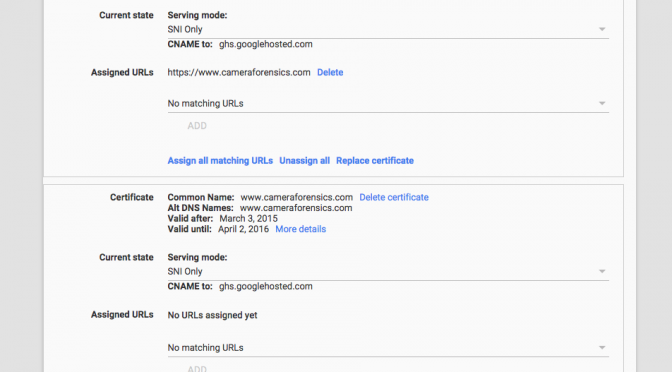 Current state Serving mode:
SNI Only
CNAME to: ghs.googlehosted.com
Assigned URLs https://www.cameraforensics.com Delete
No matching URLs
ADD
Assign all matching URLs Unassign all Replace certificate
Certificate Common Name: www.cameraforensics.com Delete certificate
Alt DNS Names: www.cameraforensics.com
Valid after: March 3, 2015
Valid until: April 2, 2016 More details
Current state Serving mode:
SNI Only
CNAME to: ghs.googlehosted.com
Assigned URLs No URLs assigned yet
No matching URLs
ADD